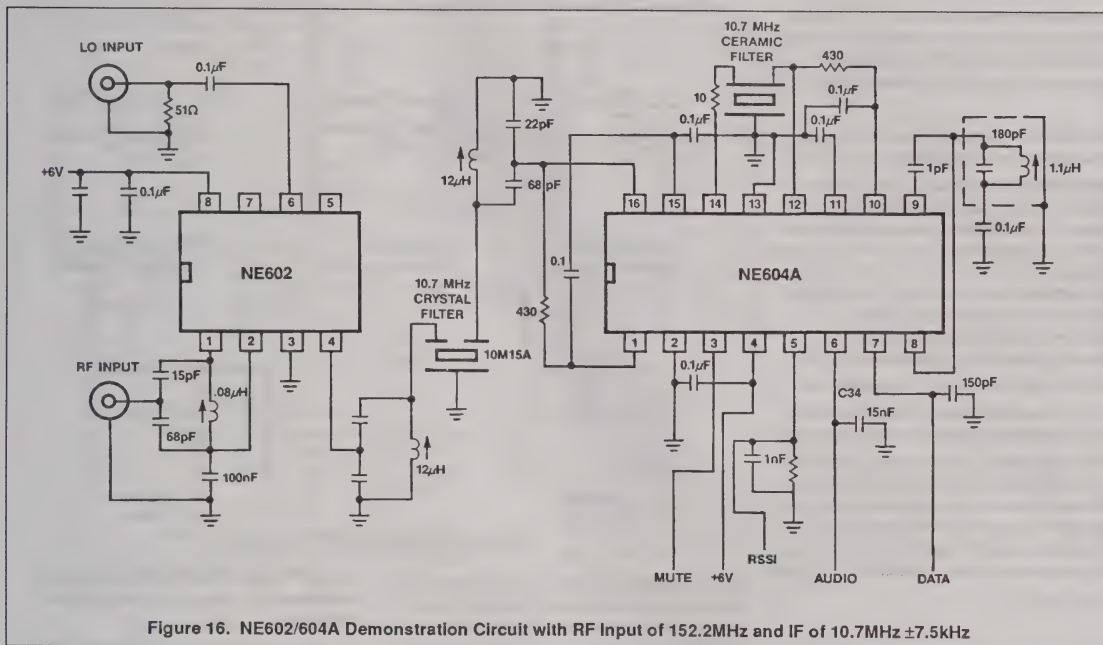 LO INPUT
0.1µF
51Ω
+6V
0.1µF
8
7
6
5
NE602
1
2
3
4
RF INPUT
15pF
.08µH
68pF
100nF
12µH
10.7 MHz
CRYSTAL
FILTER
10M15A
12µH
22pF
68 pF
0.1
430
10.7 MHz
CERAMIC
FILTER
430
10
0.1µF
0.1µF
0.1µF
16
15
14
13
12
11
10
9
NE604A
1
2
3
4
5
6
7
8
180pF
1pF
1.1µH
0.1µF
0.1µF
1nF
C34
15nF
150pF
MUTE
+6V
RSSI
AUDIO
DATA
Figure 16. NE602/604A Demonstration Circuit with RF Input of 152.2MHz and IF of 10.7MHz ±7.5kHz